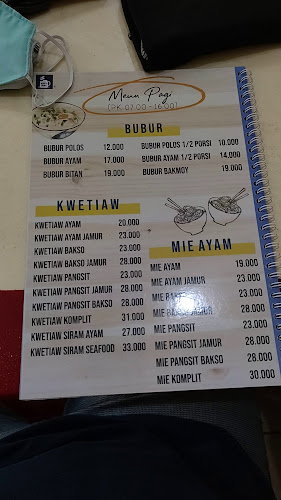 Menu Pagi
(PK 07.00 - 16.00)
BUBUR
BUBUR POLOS 12.000
BUBUR AYAM 17.000
BUBUR BITAN 19.000
BUBUR POLOS 1/2 PORSI 10.000
BUBUR AYAM 1/2 PORSI 14.000
BUBUR BAKMOY 19.000
KWETIAW
KWETIAW AYAM 20.000
KWETIAW AYAM JAMUR 23.000
KWETIAW BAKSO 23.000
KWETIAW BAKSO JAMUR 28.000
KWETIAW PANGSIT 23.000
KWETIAW PANGSIT JAMUR 28.000
KWETIAW PANGSIT BAKSO 28.000
KWETIAW KOMPLIT 31.000
KWETIAW SIRAM AYAM 27.000
KWETIAW SIRAM SEAFOOD 33.000
MIE AYAM
MIE AYAM 19.000
MIE AYAM JAMUR 23.000
MIE BAKSO 23.000
MIE BAKSO JAMUR 28.000
MIE PANGSIT 23.000
MIE PANGSIT JAMUR 28.000
MIE PANGSIT BAKSO 28.000
MIE KOMPLIT 30.000